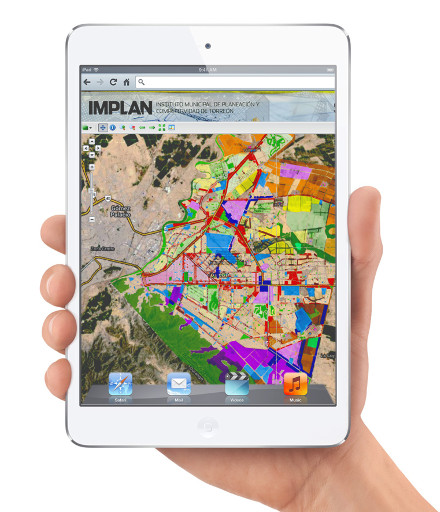 iPad
9:41 AM
IMPLAN
INSTITUTO MUNICIPAL DE PLANEACIÓN Y
COMPETITIVIDAD DE TORREÓN
Gómez
Palacio
Safari
Mail
Videos
Music